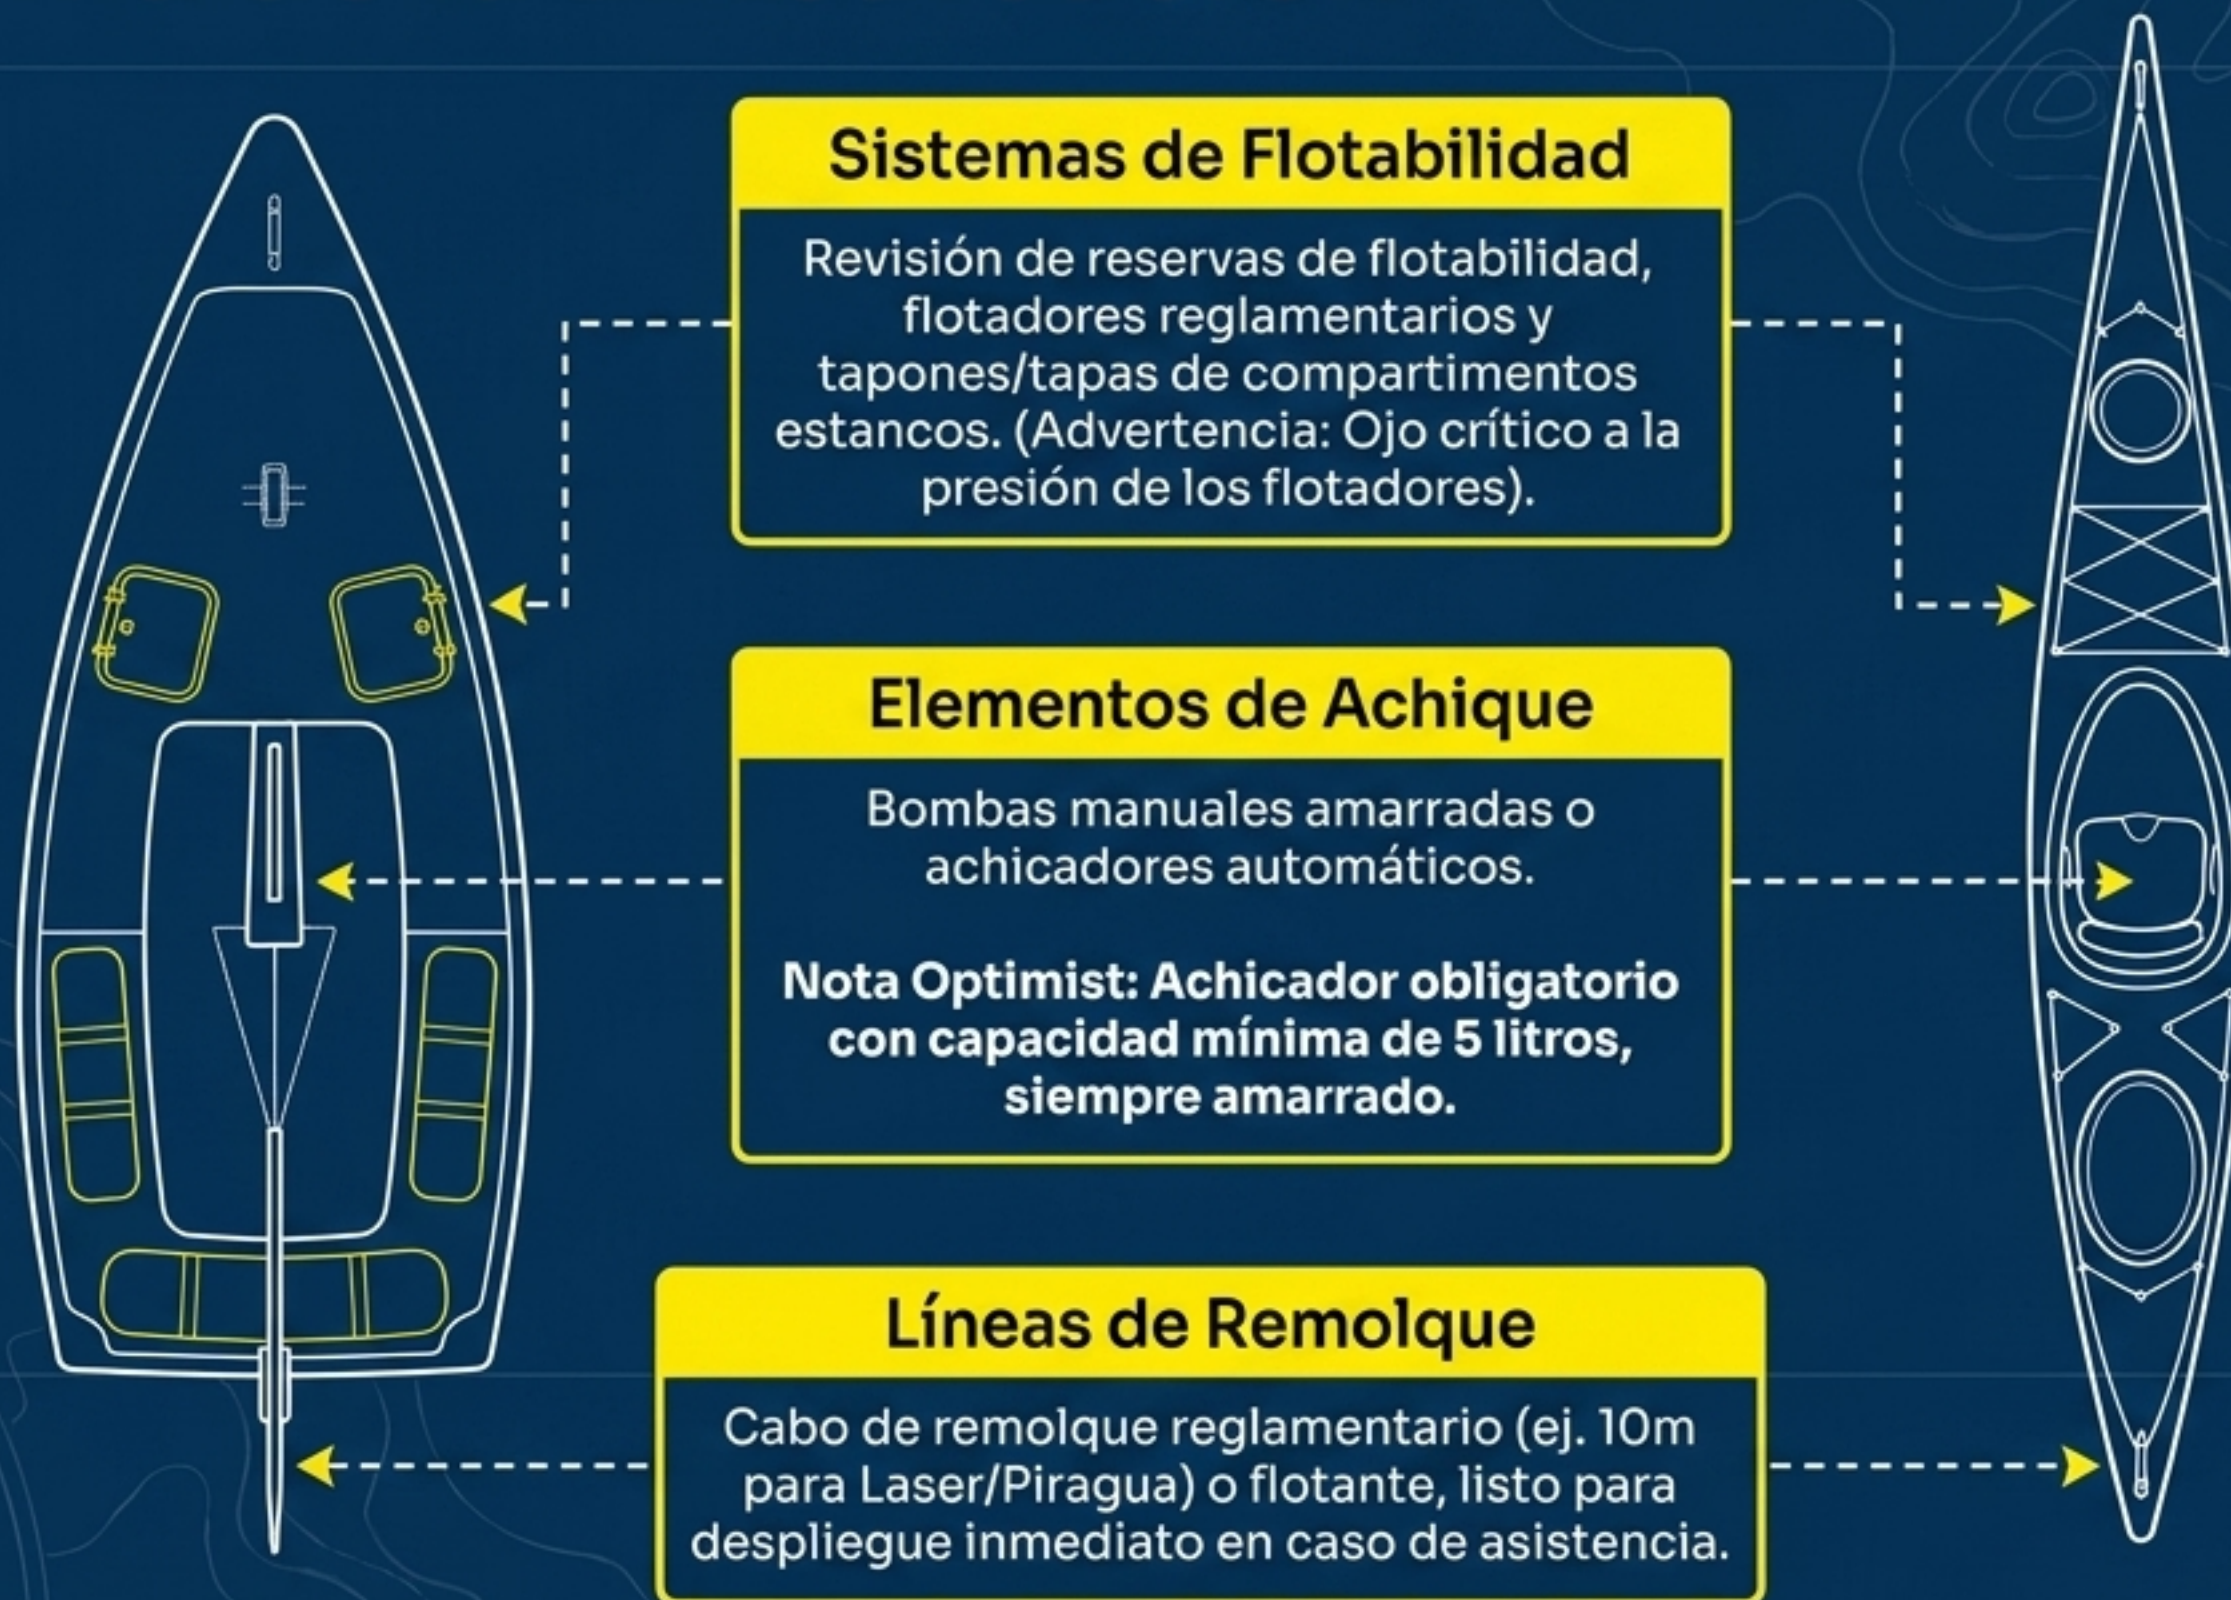 Sistemas de Flotabilidad
Revisión de reservas de flotabilidad,
flotadores reglamentarios y
tapones/tapas de compartimentos
estancos. (Advertencia: Ojo crítico a la
presión de los flotadores).
Elementos de Achique
Bombas manuales amarradas o
achicadores automáticos.
Nota Optimist: Achicador obligatorio
con capacidad mínima de 5 litros,
siempre amarrado.
Líneas de Remolque
Cabo de remolque reglamentario (ej. 10m
para Laser/Piragua) o flotante, listo para
despliegue inmediato en caso de asistencia.